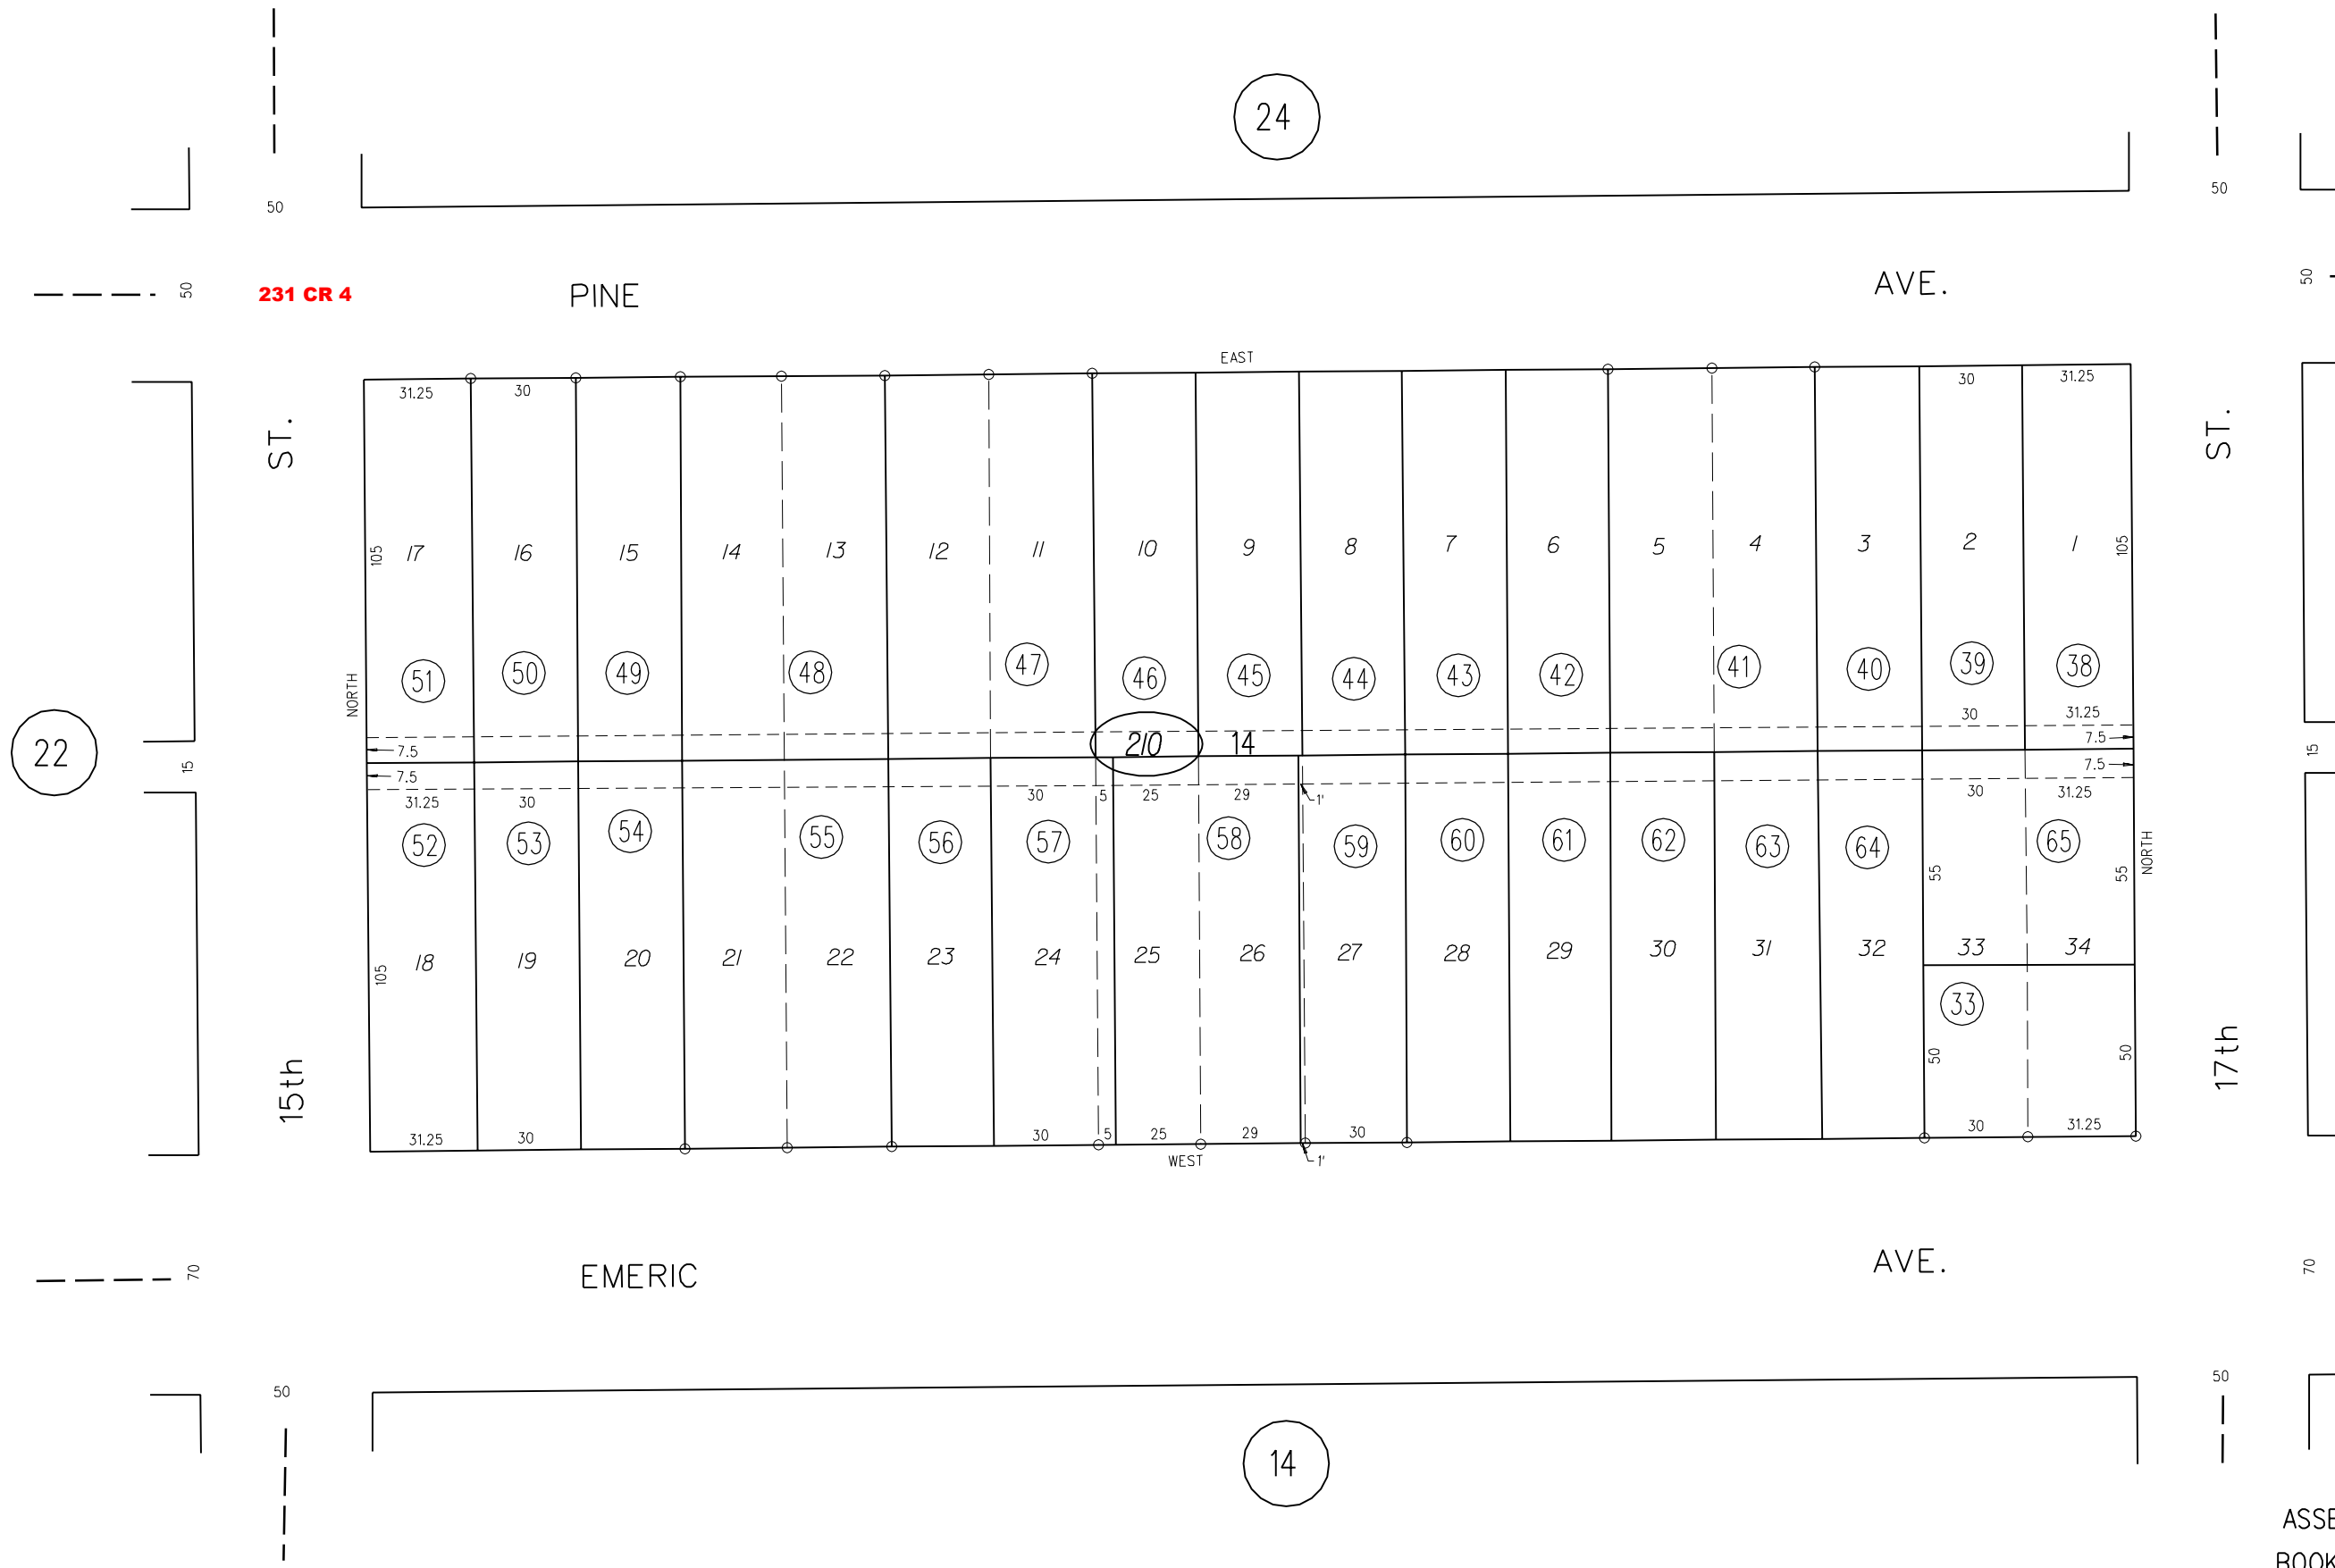 24
50 50
50 231 CR 4 PINE AVE. 50
EAST
31.25 30 30 31.25
ST. ST.
105 17 16 15 14 13 12 11 10 9 8 7 6 5 4 3 2 1 105
51 50 49 48 47 46 45 44 43 42 41 40 39 38
NORTH
30 31.25
22 7.5 210 14 7.5
15 7.5 7.5 15
31.25 30 30 5 25 29 1' 30 31.25
52 53 54 55 56 57 58 59 60 61 62 63 64 65
55 55 NORTH
105 18 19 20 21 22 23 24 25 26 27 28 29 30 31 32 33 34
33
50 50
15th 17th
31.25 30 30 5 25 29 30 30 31.25
WEST 1'
70 EMERIC AVE. 70
50 50
14